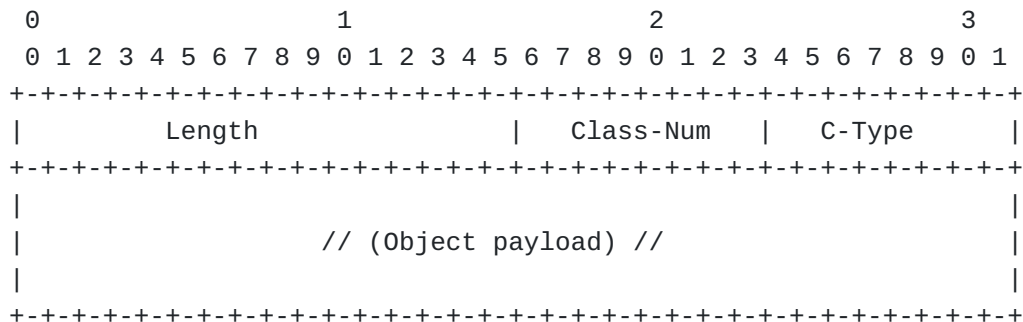 0                   1                   2                   3
 0 1 2 3 4 5 6 7 8 9 0 1 2 3 4 5 6 7 8 9 0 1 2 3 4 5 6 7 8 9 0 1
+-+-+-+-+-+-+-+-+-+-+-+-+-+-+-+-+-+-+-+-+-+-+-+-+-+-+-+-+-+-+-+-+
|         Length                |   Class-Num   |   C-Type      |
+-+-+-+-+-+-+-+-+-+-+-+-+-+-+-+-+-+-+-+-+-+-+-+-+-+-+-+-+-+-+-+-+
|                                                               |
|                   // (Object payload) //                      |
|                                                               |
+-+-+-+-+-+-+-+-+-+-+-+-+-+-+-+-+-+-+-+-+-+-+-+-+-+-+-+-+-+-+-+-+